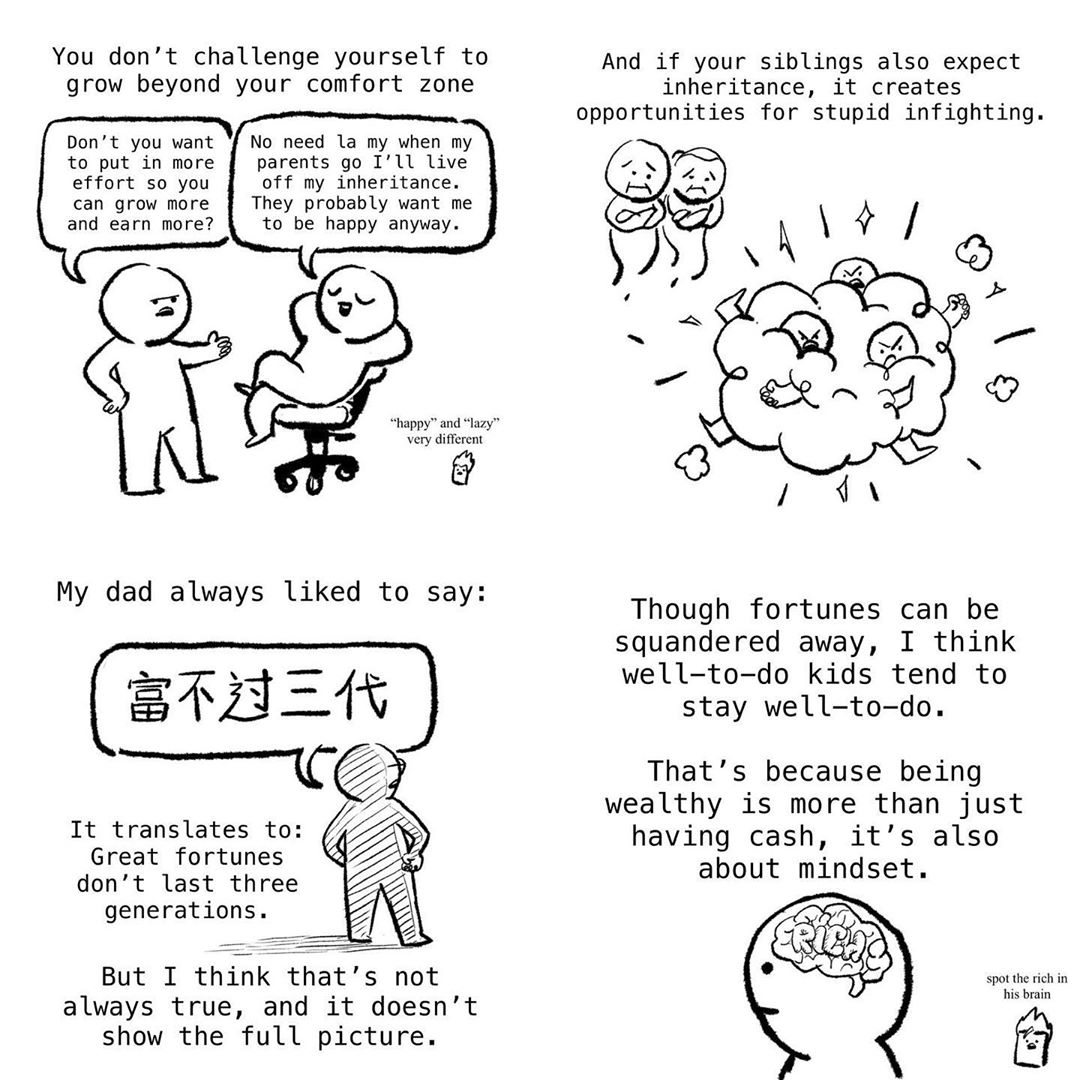 You don't challenge yourself to
grow beyond your comfort zone
Don't you want
to put in more
effort so you
can grow more
and earn more?
No need la my when my
parents go I'll live
off my inheritance.
They probably want me
to be happy anyway.
“happy” and “lazy”
very different
And if your siblings also expect
inheritance, it creates
opportunities for stupid infighting.
My dad always liked to say:
富不过三代
It translates to:
Great fortunes
don't last three
generations.
But I think that's not
always true, and it doesn't
show the full picture.
Though fortunes can be
squandered away, I think
well-to-do kids tend to
stay well-to-do.
That's because being
wealthy is more than just
having cash, it's also
about mindset.
RICH
spot the rich in
his brain